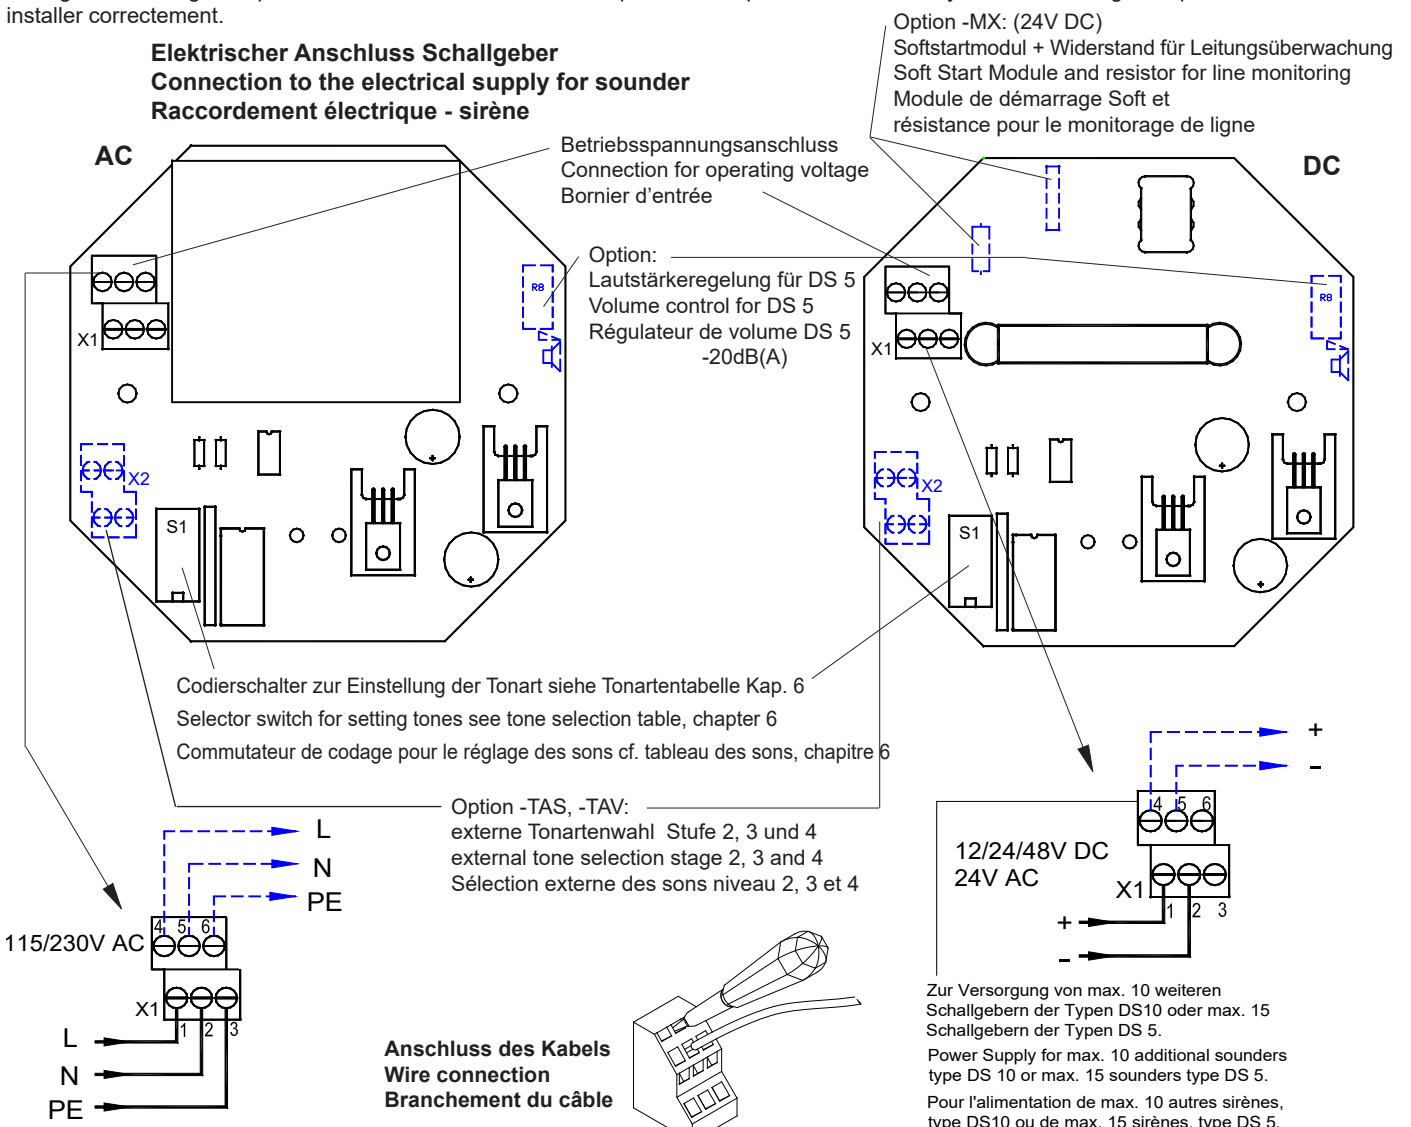 installer correctement.
Option -MX: (24V DC)
Softstartmodul + Widerstand für Leitungsüberwachung
Soft Start Module and resistor for line monitoring
Module de démarrage Soft et
résistance pour le monitorage de ligne
Elektrischer Anschluss Schallgeber
Connection to the electrical supply for sounder
Raccordement électrique - sirène
AC
DC
Betriebsspannungsanschluss
Connection for operating voltage
Bornier d'entrée
Option:
Lautstärkeregelung für DS 5
Volume control for DS 5
Régulateur de volume DS 5
-20dB(A)
R8
X1
X2
S1
R8
X1
X2
S1
Codierschalter zur Einstellung der Tonart siehe Tonartentabelle Kap. 6
Selector switch for setting tones see tone selection table, chapter 6
Commutateur de codage pour le réglage des sons cf. tableau des sons, chapitre 6
Option -TAS, -TAV:
externe Tonartenwahl Stufe 2, 3 und 4
external tone selection stage 2, 3 and 4
Sélection externe des sons niveau 2, 3 et 4
L
N
PE
4 5 6
115/230V AC
X1
1 2 3
L
N
PE
Anschluss des Kabels
Wire connection
Branchement du câble
+
-
4 5 6
12/24/48V DC
24V AC
X1
1 2 3
+
-
Zur Versorgung von max. 10 weiteren
Schallgebern der Typen DS10 oder max. 15
Schallgebern der Typen DS 5.
Power Supply for max. 10 additional sounders
type DS 10 or max. 15 sounders type DS 5.
Pour l'alimentation de max. 10 autres sirènes,
type DS10 ou de max. 15 sirènes, type DS 5.